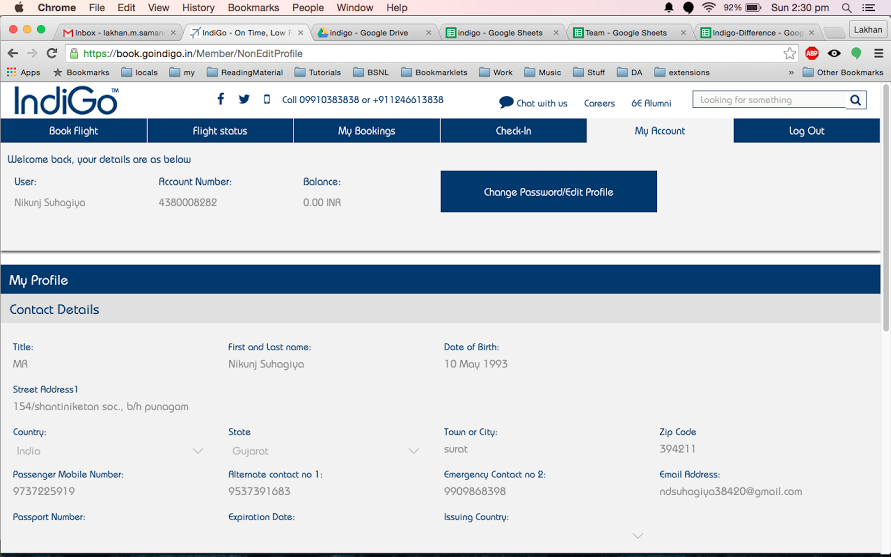 Chrome File Edit View History Bookmarks People Window Help 92% Sun 2:30 pm
Inbox - lakhan.m.saman IndiGo - On Time, Low F indigo - Google Drive indigo - Google Sheets Team - Google Sheets Indigo-Difference - Goog Lakhan
https://book.goindigo.in/Member/NonEditProfile ABP
Apps Bookmarks locals my ReadingMaterial Tutorials BSNL Bookmarklets Work Music Stuff DA extensions » Other Bookmarks
IndiGo™ Call 09910383838 or +911246613838 Chat with us Careers 6E Alumni Looking for something
Book Flight Flight status My Bookings Check-In My Account Log Out
Welcome back, your details are as below
User: Account Number: Balance:
Nikunj Suhagiya 4380008282 0.00 INR Change Password/Edit Profile
My Profile
Contact Details
Title: First and Last name: Date of Birth:
MR Nikunj Suhagiya 10 May 1993
Street Address1
154/shantiniketan soc., b/h punagam
Country: State Town or City: Zip Code
India Gujarat surat 394211
Passenger Mobile Number: Alternate contact no 1: Emergency Contact no 2: Email Address:
9737225919 9537391683 9909868398 ndsuhagiya38420@gmail.com
Passport Number: Expiration Date: Issuing Country: